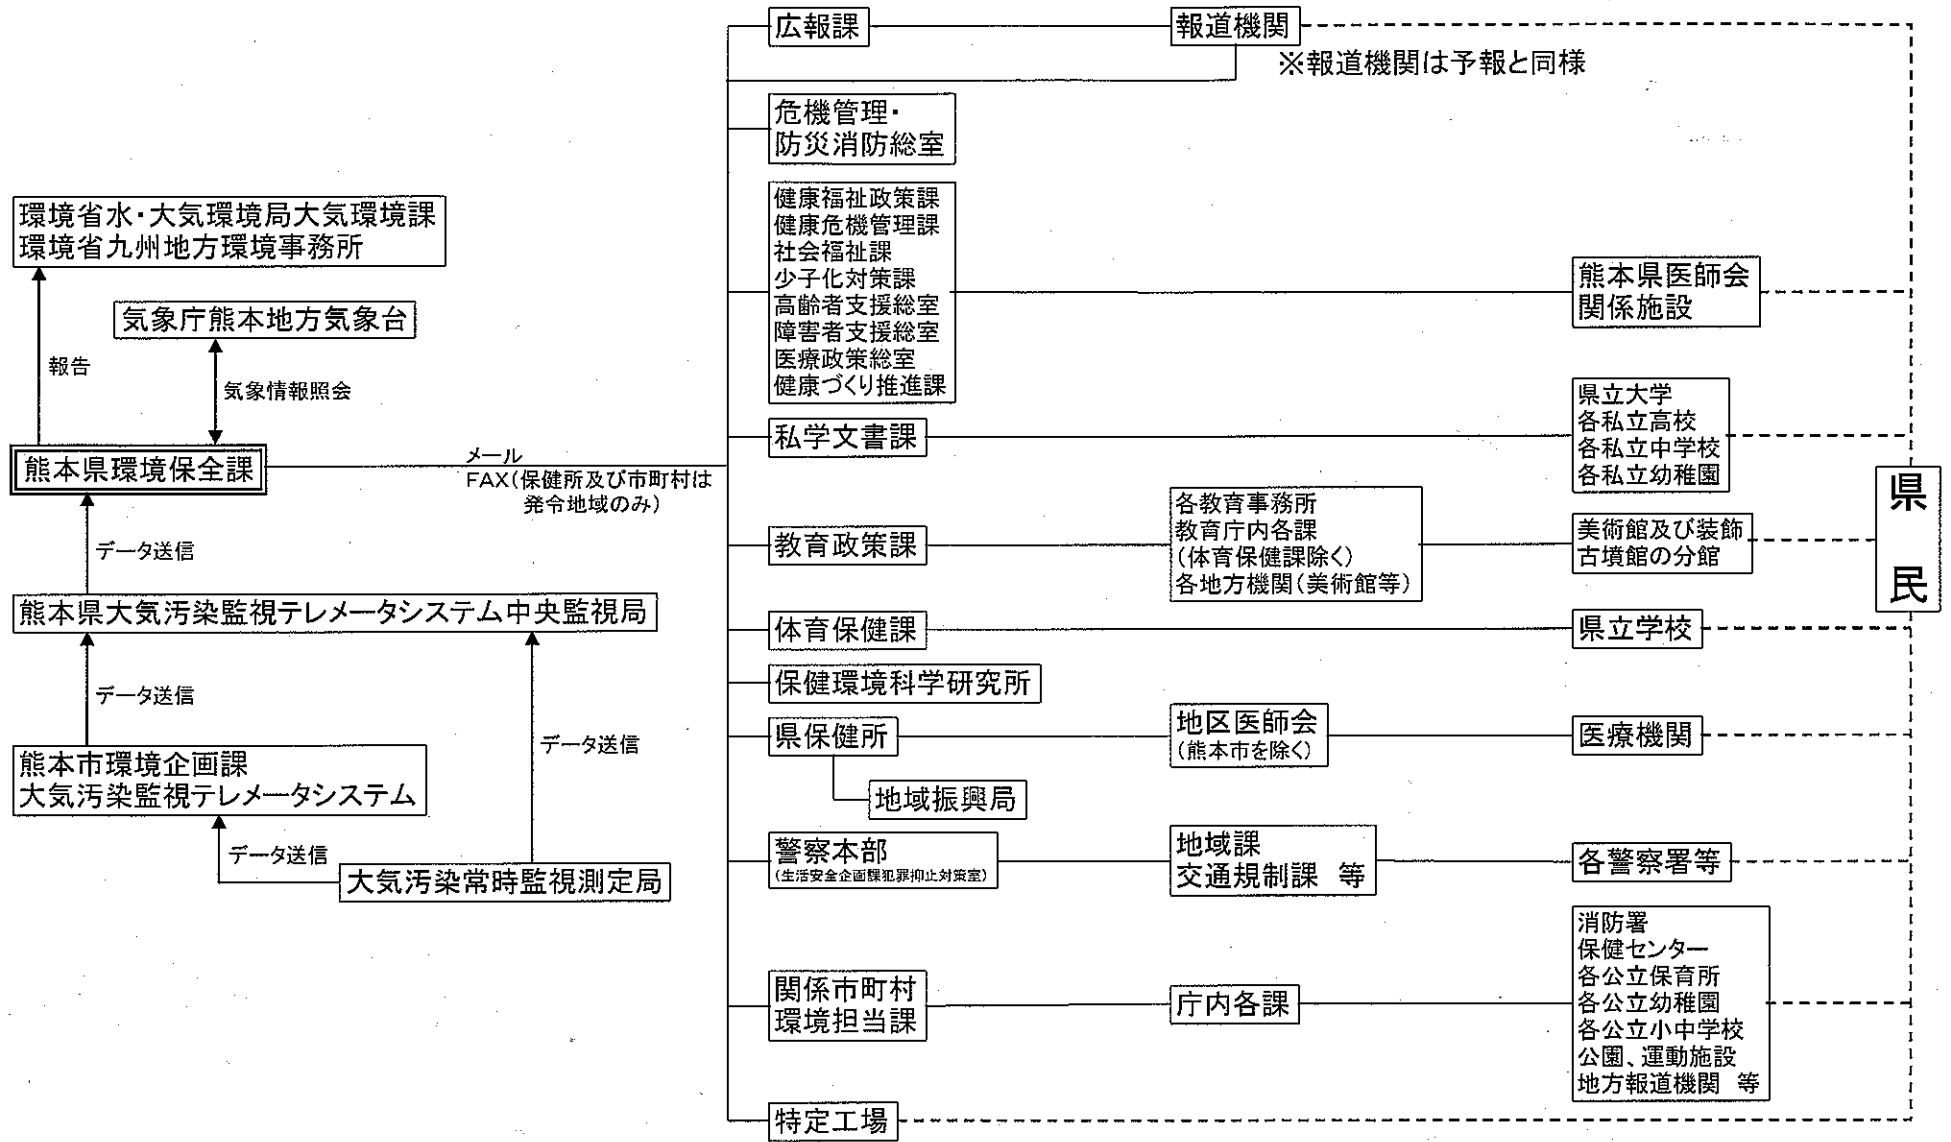 広報課
報道機関
※報道機関は予報と同様
危機管理・
防災消防総室
環境省水・大気環境局大気環境課
環境省九州地方環境事務所
気象庁熊本地方気象台
報告
気象情報照会
健康福祉政策課
健康危機管理課
社会福祉課
少子化対策課
高齢者支援総室
障害者支援総室
医療政策総室
健康づくり推進課
熊本県医師会
関係施設
熊本県環境保全課
メール
FAX(保健所及び市町村は
発令地域のみ)
私学文書課
県立大学
各私立高校
各私立中学校
各私立幼稚園
県
民
データ送信
教育政策課
各教育事務所
教育庁内各課
(体育保健課除く)
各地方機関(美術館等)
美術館及び装飾
古墳館の分館
熊本県大気汚染監視テレメータシステム中央監視局
体育保健課
県立学校
データ送信
データ送信
保健環境科学研究所
熊本市環境企画課
大気汚染監視テレメータシステム
県保健所
地区医師会
(熊本市を除く)
医療機関
地域振興局
データ送信
大気汚染常時監視測定局
警察本部
(生活安全企画課犯罪抑止対策室)
地域課
交通規制課 等
各警察署等
関係市町村
環境担当課
庁内各課
消防署
保健センター
各公立保育所
各公立幼稚園
各公立小中学校
公園、運動施設
地方報道機関 等
特定工場